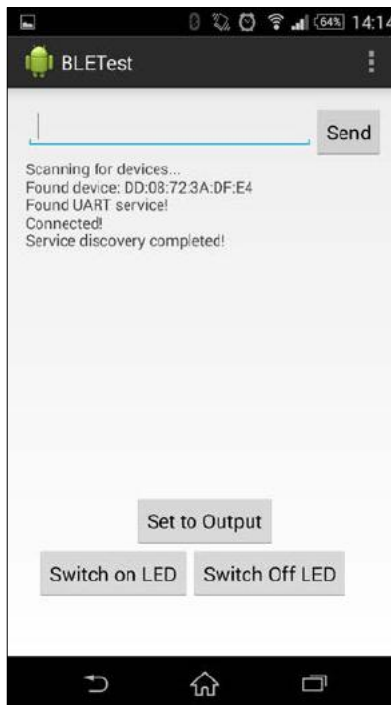 64% 14:14
BLETest
Send
Scanning for devices...
Found device: DD:08:72:3A:DF:E4
Found UART service!
Connected!
Service discovery completed!
Set to Output
Switch on LED Switch Off LED